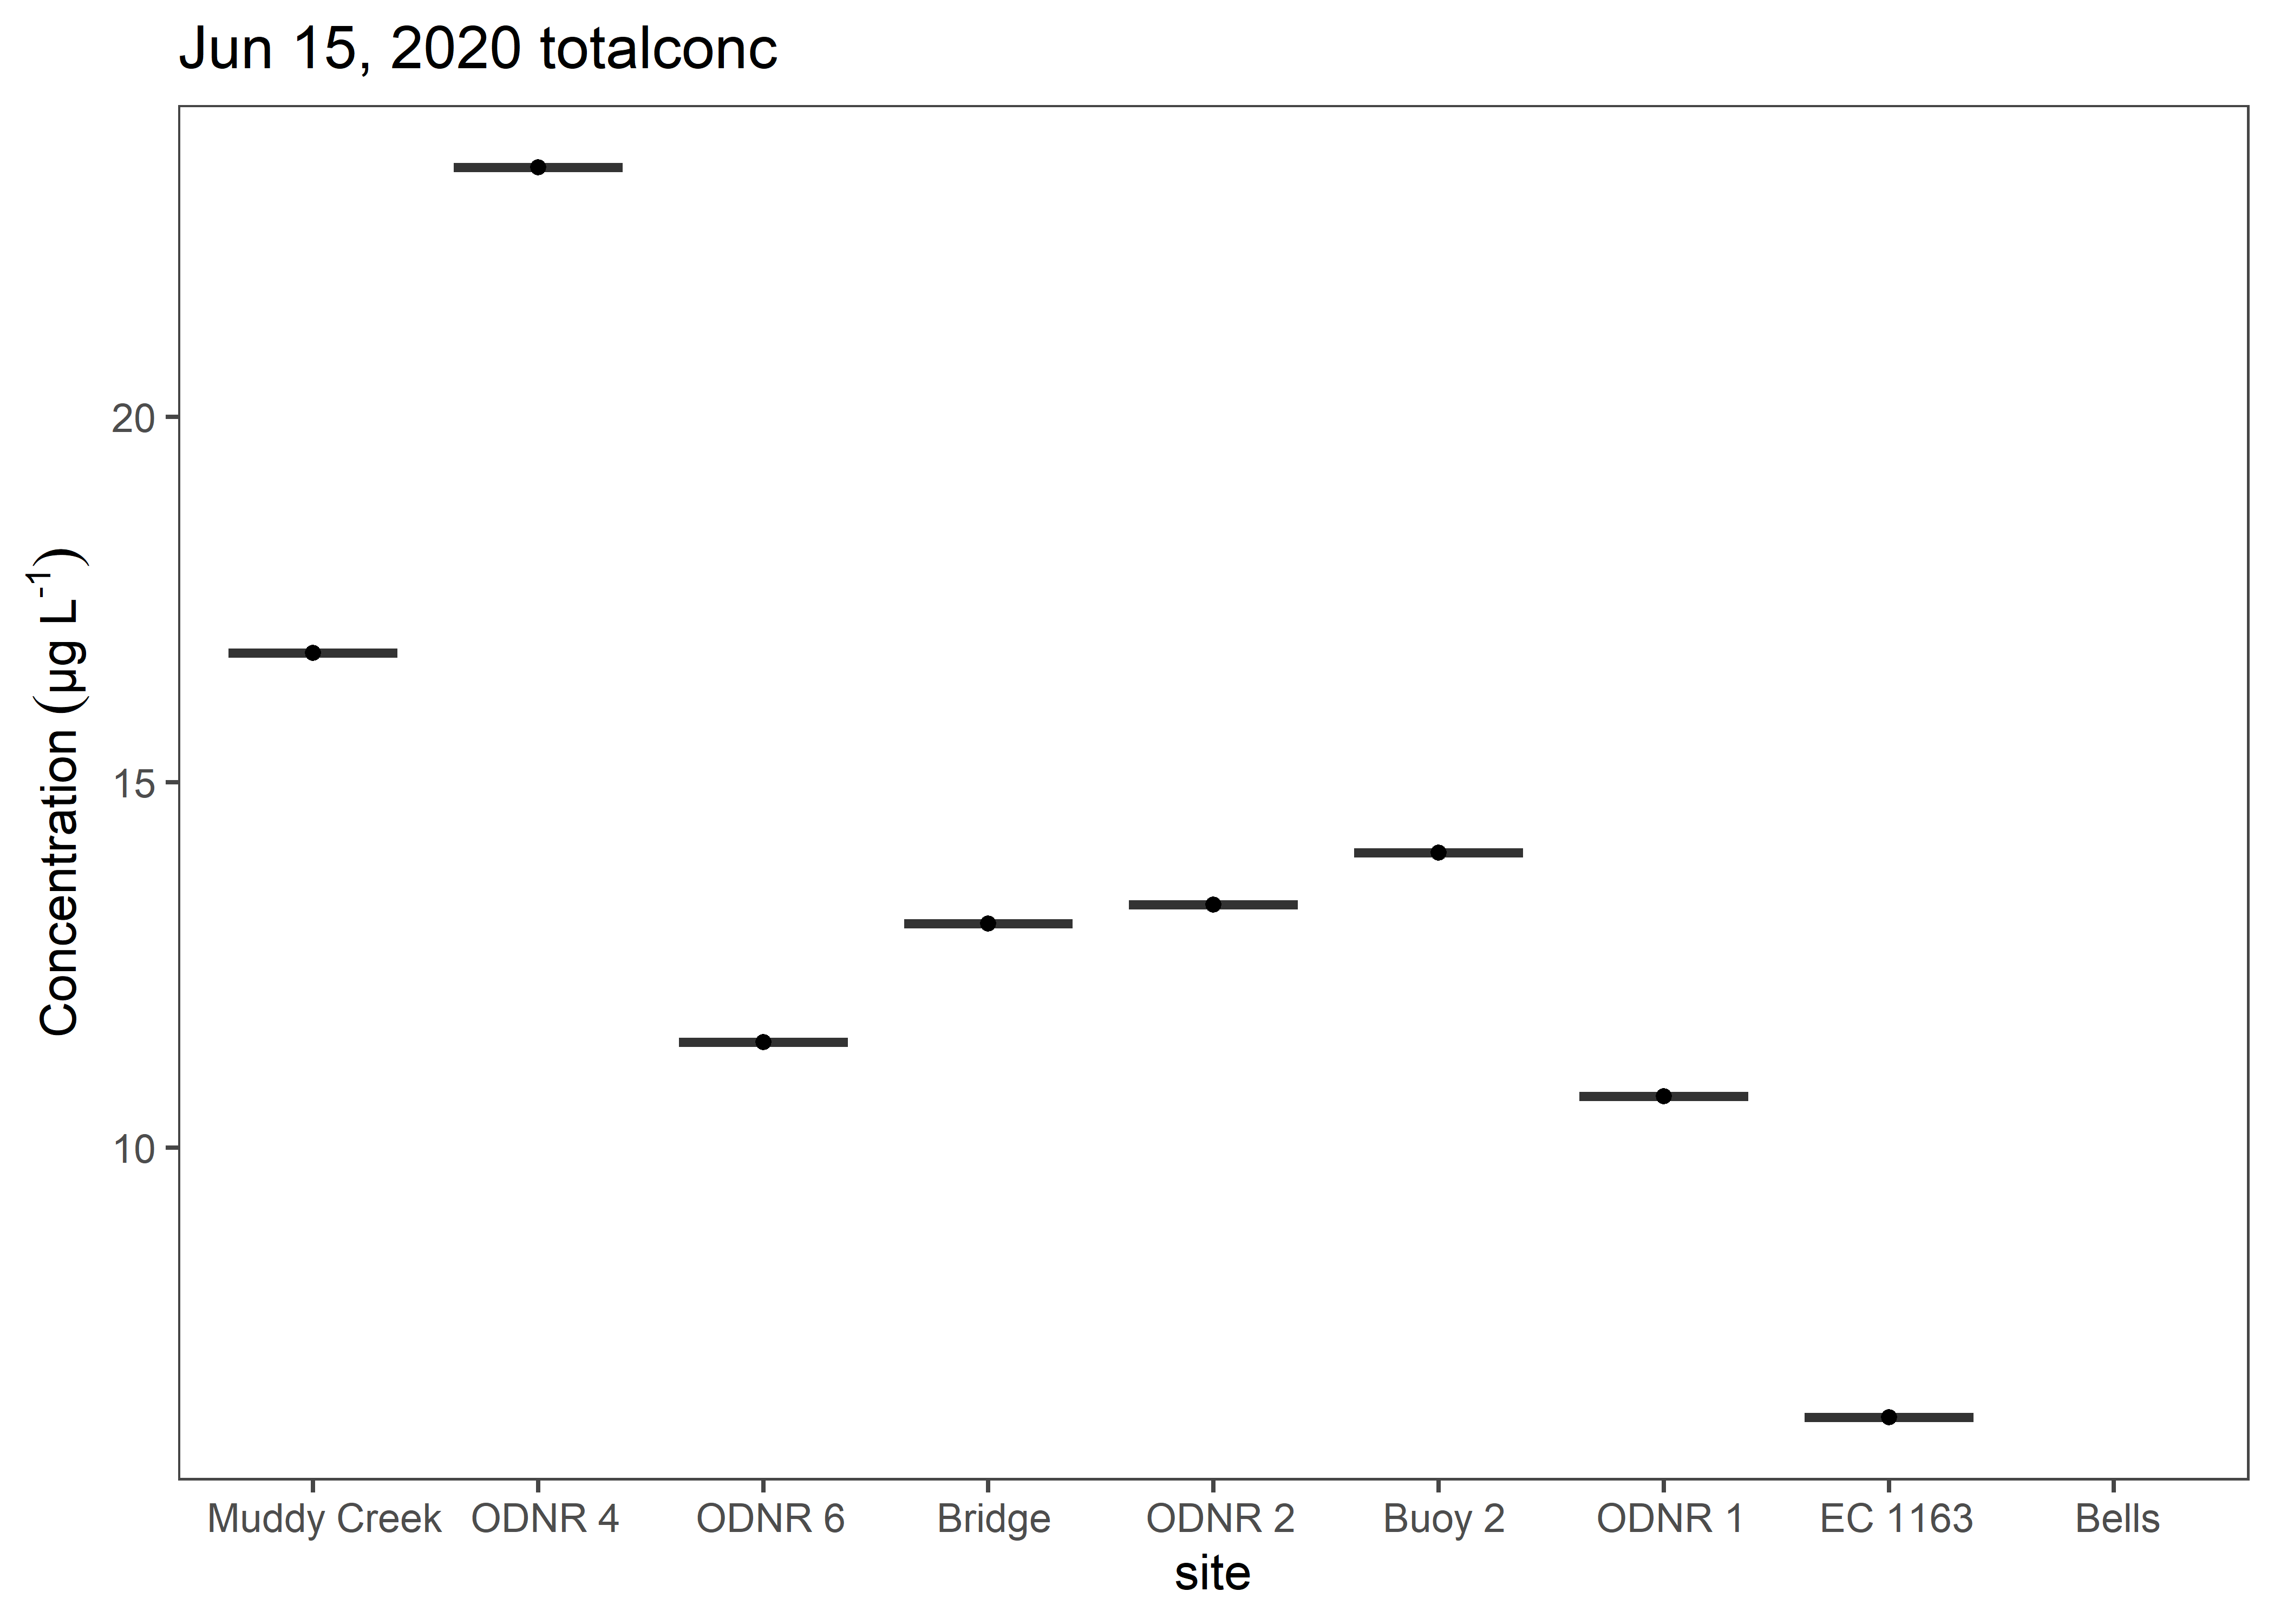 Jun 15, 2020 totalconc
Concentration (µg L⁻¹)
20
15
10
Muddy Creek ODNR 4 ODNR 6 Bridge ODNR 2 Buoy 2 ODNR 1 EC 1163 Bells
site